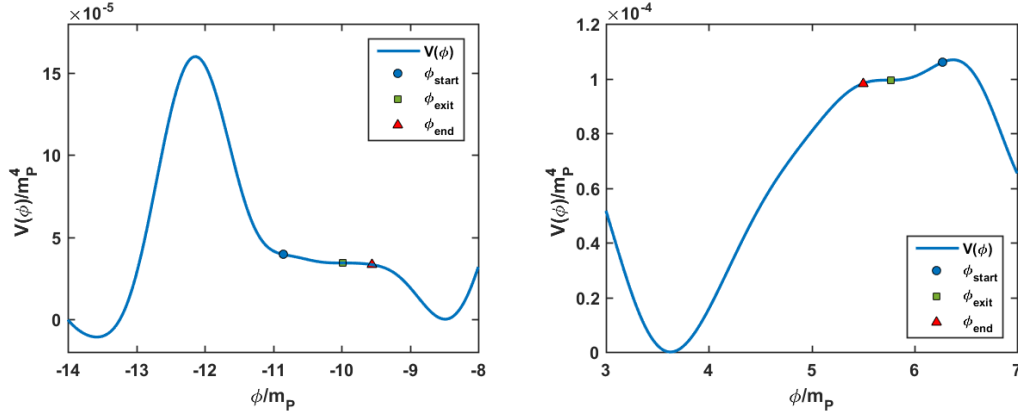 ×10⁻⁵
15
10
5
0
V(ϕ)/m_P^4
-14 -13 -12 -11 -10 -9 -8
ϕ/m_P
V(ϕ)
ϕ_start
ϕ_exit
ϕ_end
×10⁻⁴
1.2
1
0.8
0.6
0.4
0.2
0
V(ϕ)/m_P^4
3 4 5 6 7
ϕ/m_P
V(ϕ)
ϕ_start
ϕ_exit
ϕ_end